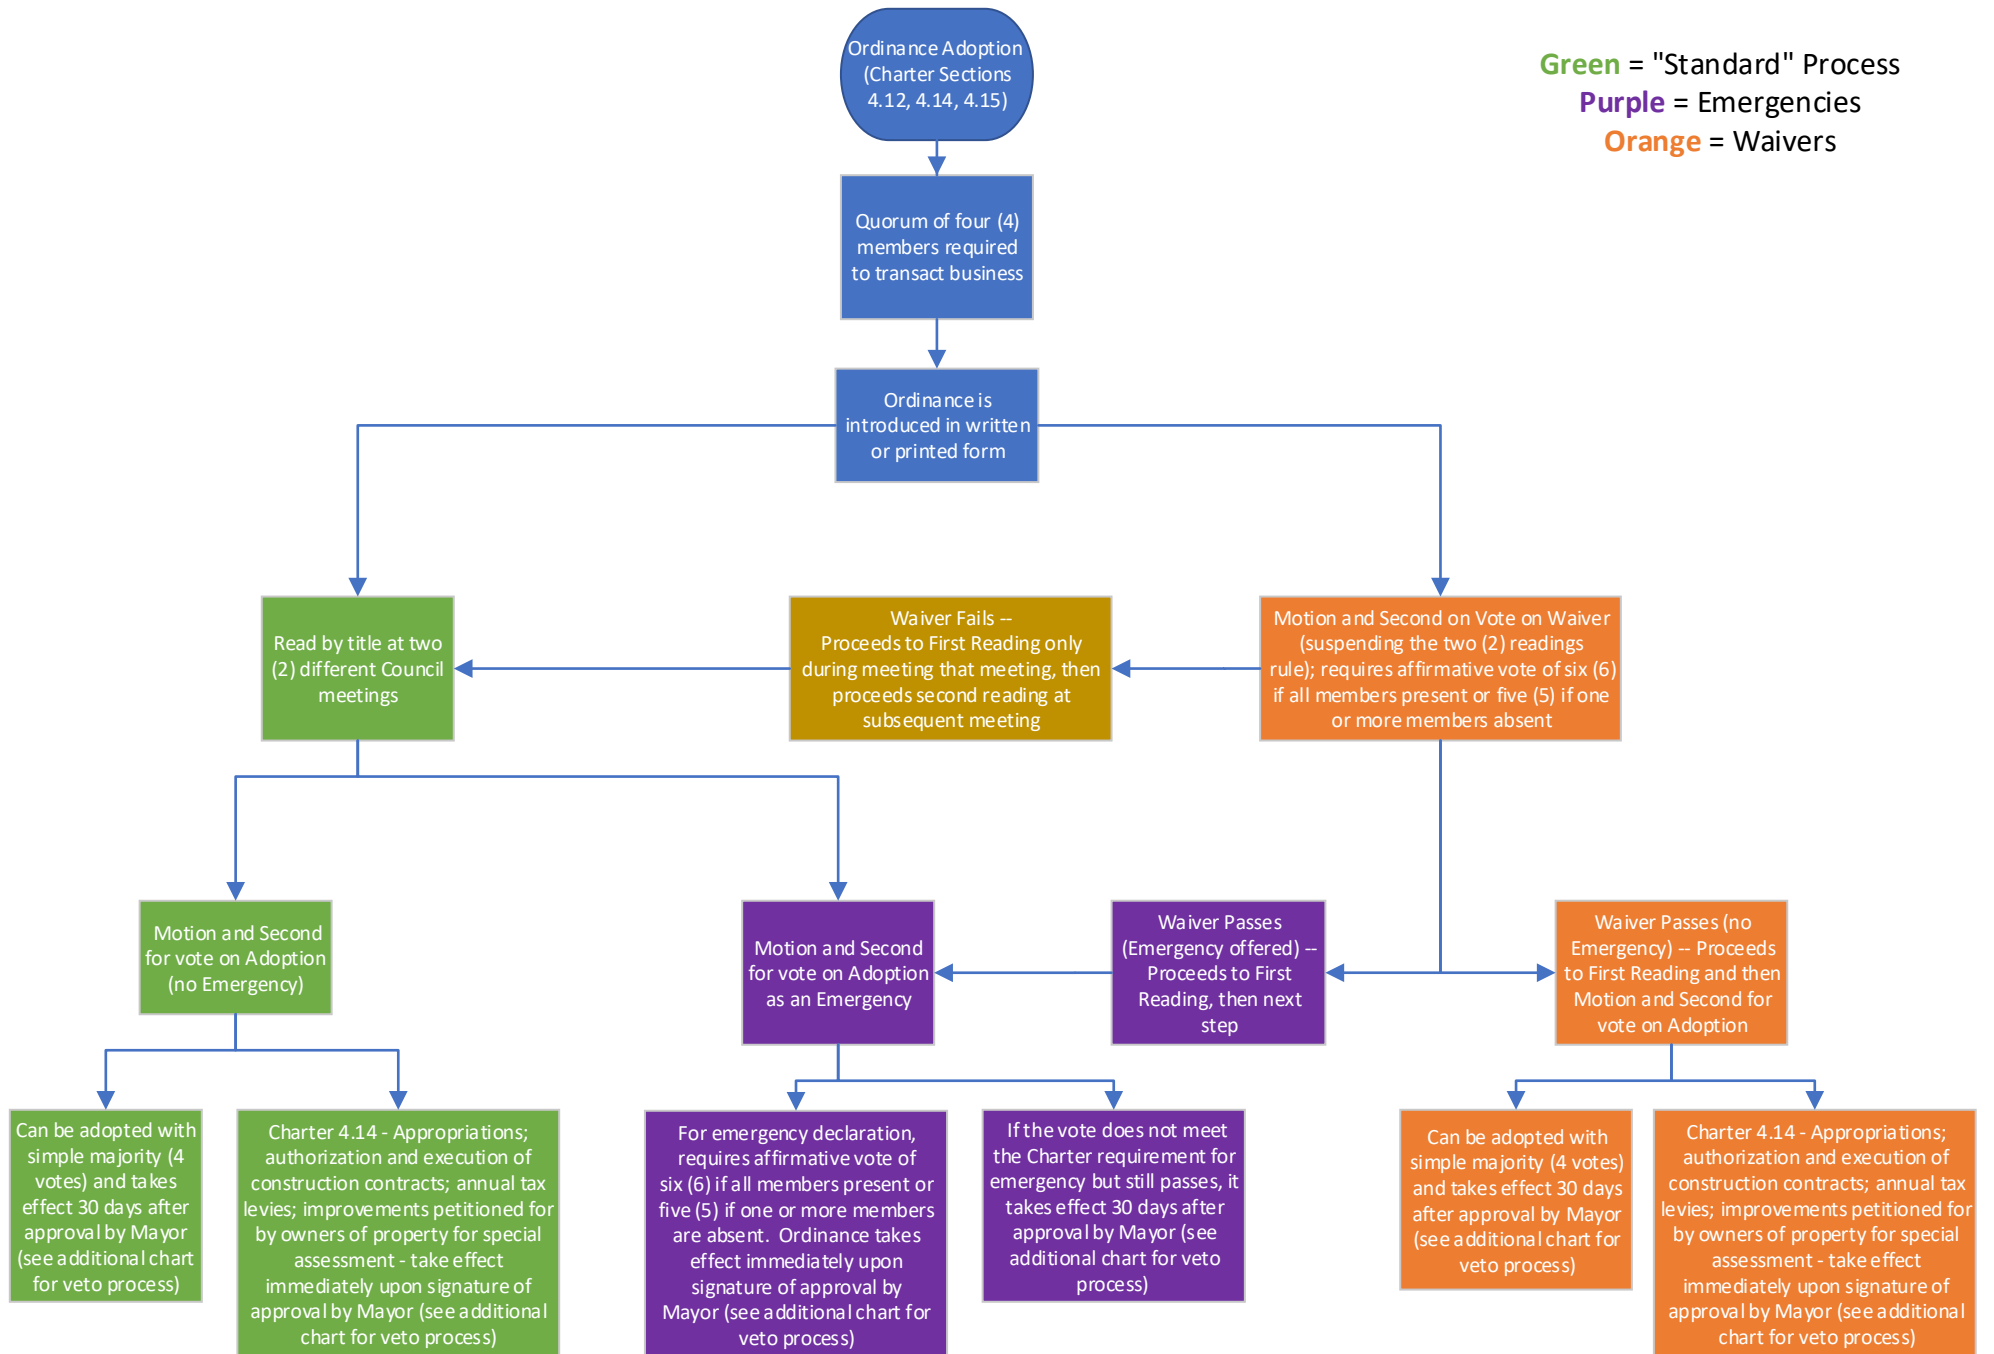 Ordinance Adoption
(Charter Sections
4.12, 4.14, 4.15)
Green = "Standard" Process
Purple = Emergencies
Orange = Waivers
Quorum of four (4)
members required
to transact business
Ordinance is
introduced in written
or printed form
Read by title at two
(2) different Council
meetings
Waiver Fails --
Proceeds to First Reading only
during meeting that meeting, then
proceeds second reading at
subsequent meeting
Motion and Second on Vote on Waiver
(suspending the two (2) readings
rule); requires affirmative vote of six (6)
if all members present or five (5) if one
or more members absent
Motion and Second
for vote on Adoption
(no Emergency)
Motion and Second
for vote on Adoption
as an Emergency
Waiver Passes
(Emergency offered) --
Proceeds to First
Reading, then next
step
Waiver Passes (no
Emergency) -- Proceeds
to First Reading and then
Motion and Second for
vote on Adoption
Can be adopted with
simple majority (4
votes) and takes
effect 30 days after
approval by Mayor
(see additional chart
for veto process)
Charter 4.14 - Appropriations;
authorization and execution of
construction contracts; annual tax
levies; improvements petitioned for
by owners of property for special
assessment - take effect
immediately upon signature of
approval by Mayor (see additional
chart for veto process)
For emergency declaration,
requires affirmative vote of
six (6) if all members present or
five (5) if one or more members
are absent.  Ordinance takes
effect immediately upon
signature of approval by
Mayor (see additional chart for
veto process)
If the vote does not meet
the Charter requirement for
emergency but still passes, it
takes effect 30 days after
approval by Mayor (see
additional chart for veto
process)
Can be adopted with
simple majority (4 votes)
and takes effect 30 days
after approval by Mayor
(see additional chart for
veto process)
Charter 4.14 - Appropriations;
authorization and execution of
construction contracts; annual tax
levies; improvements petitioned for
by owners of property for special
assessment - take effect
immediately upon signature of
approval by Mayor (see additional
chart for veto process)